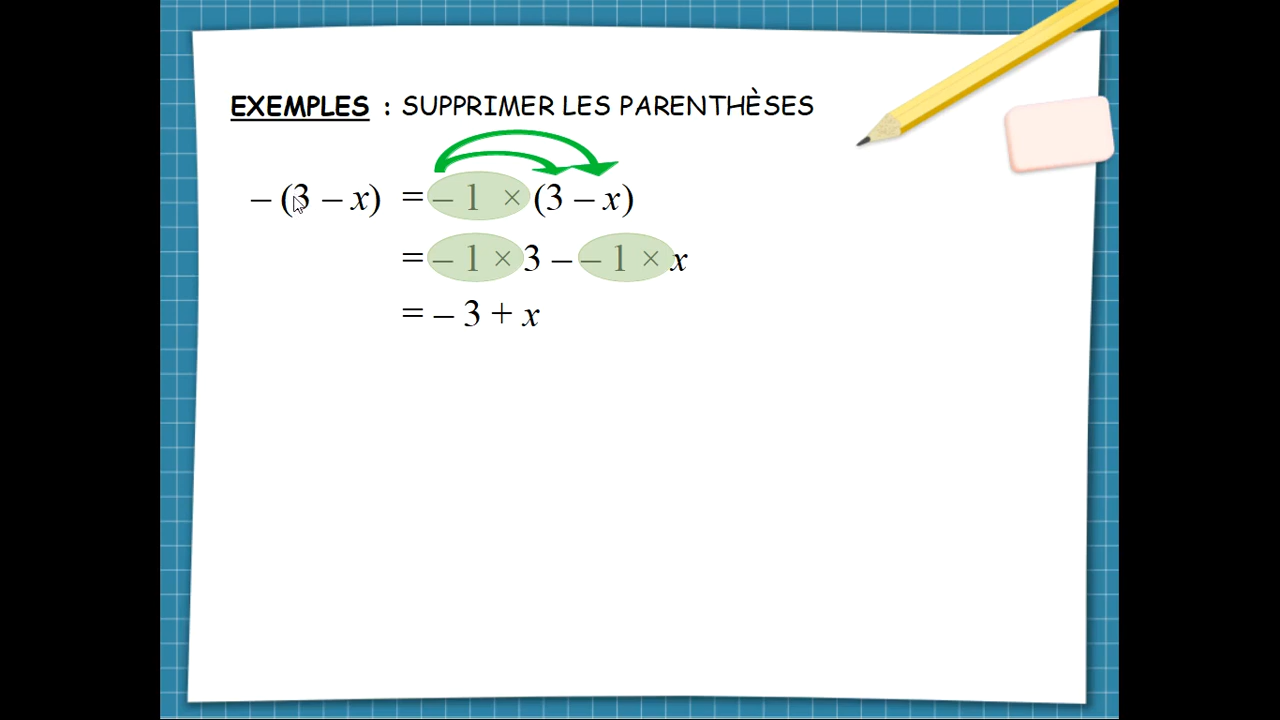 EXEMPLES : SUPPRIMER LES PARENTHÈSES
– (3 – x) = – 1 × (3 – x)
= – 1 × 3 – – 1 × x
= – 3 + x